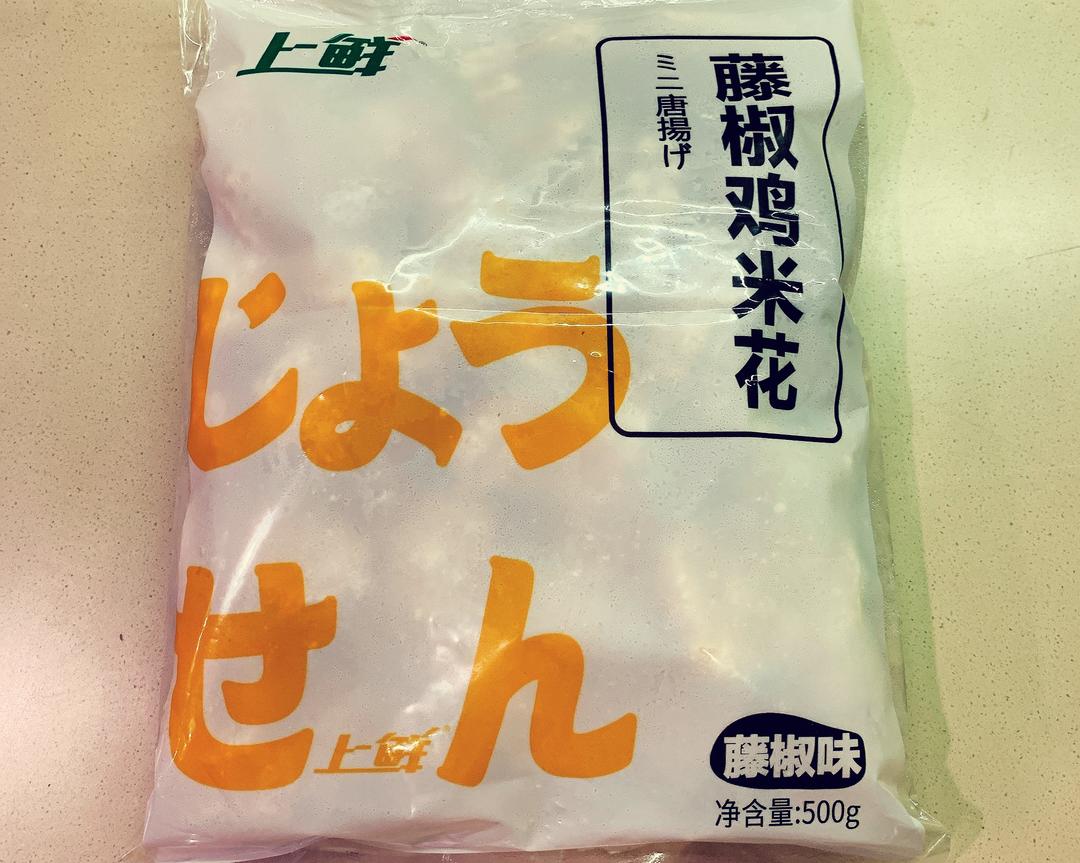 上鲜
藤椒鸡米花
ミニ唐揚げ
じょう
せん
上鲜
藤椒味
净含量:500g